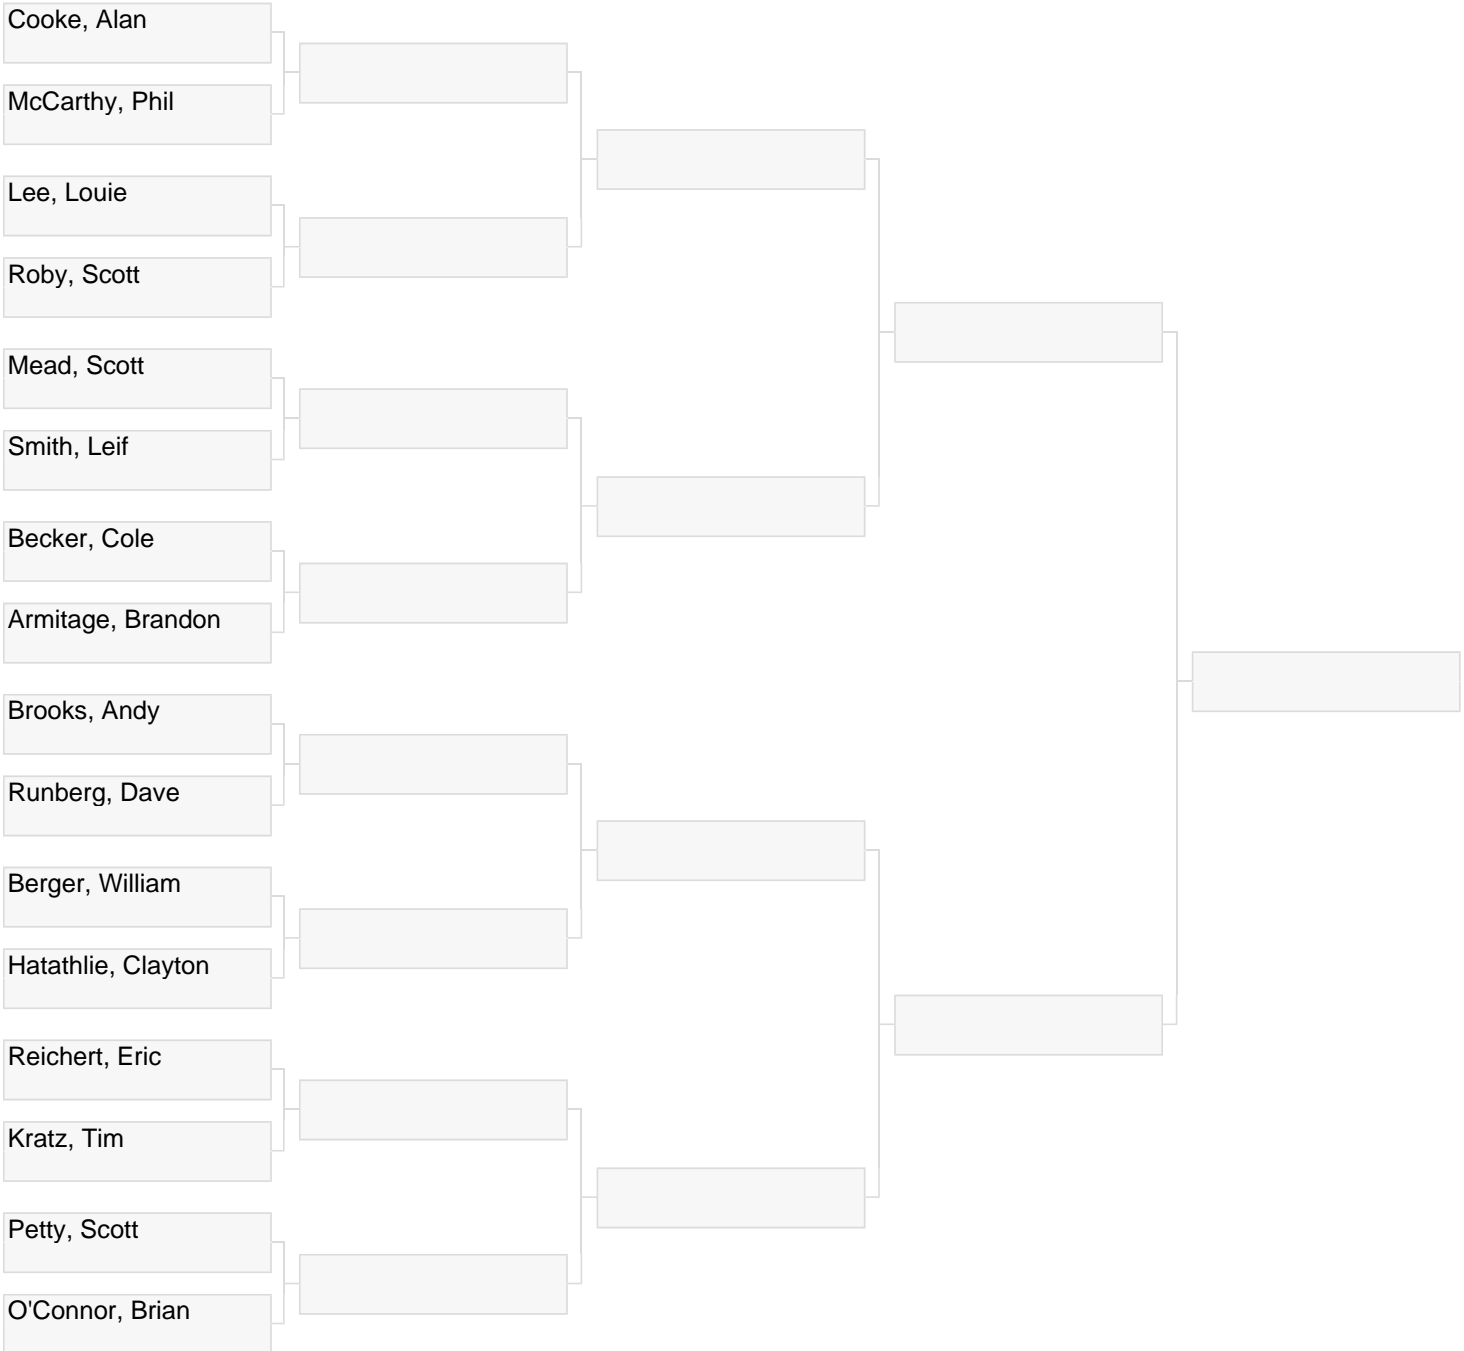 Cooke, Alan
McCarthy, Phil
Lee, Louie
Roby, Scott
Mead, Scott
Smith, Leif
Becker, Cole
Armitage, Brandon
Brooks, Andy
Runberg, Dave
Berger, William
Hatathlie, Clayton
Reichert, Eric
Kratz, Tim
Petty, Scott
O'Connor, Brian